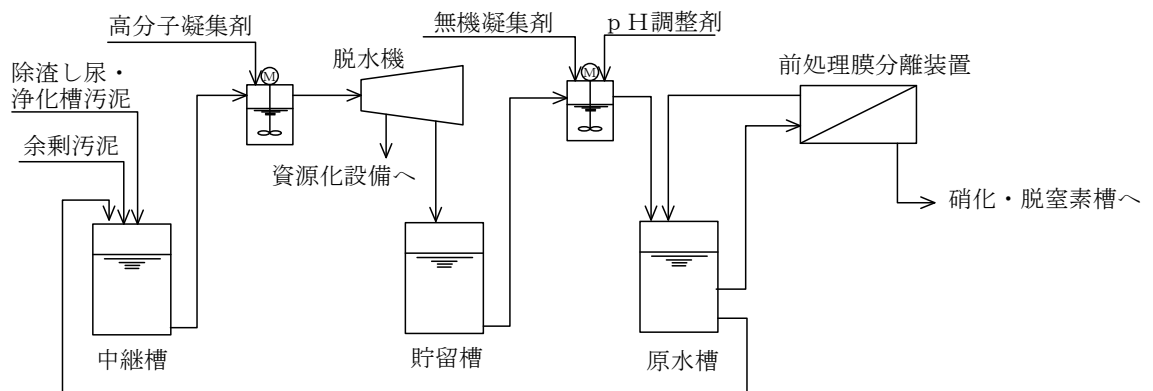 高分子凝集剤
無機凝集剤
ｐＨ調整剤
脱水機
前処理膜分離装置
除渣し尿・
浄化槽汚泥
M
M
余剰汚泥
資源化設備へ
硝化・脱窒素槽へ
中継槽
貯留槽
原水槽